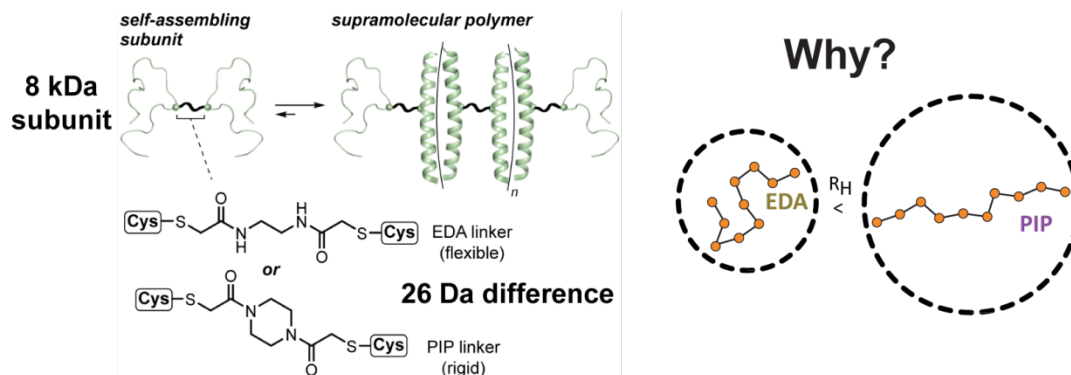 self-assembling
subunit
supramolecular polymer
8 kDa
subunit
n
Cys
S
O
N
H
H
N
O
S
Cys
EDA linker
(flexible)
or
26 Da difference
Cys
S
O
N
N
O
S
Cys
PIP linker
(rigid)
Why?
EDA
RH
<
PIP